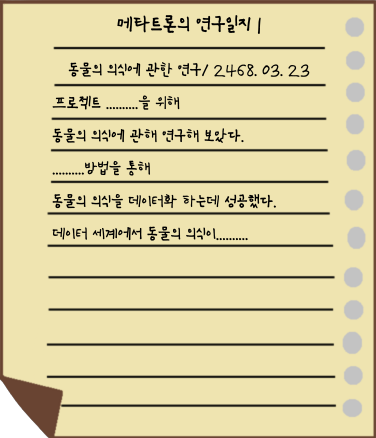 메타트론의 연구일지 1
동물의 의식에 관한 연구/ 2468. 03. 23
프로젝트 ..........을 위해
동물의 의식에 관해 연구해 보았다.
..........방법을 통해
동물의 의식을 데이터화 하는데 성공했다.
데이터 세계에서 동물의 의식이..........